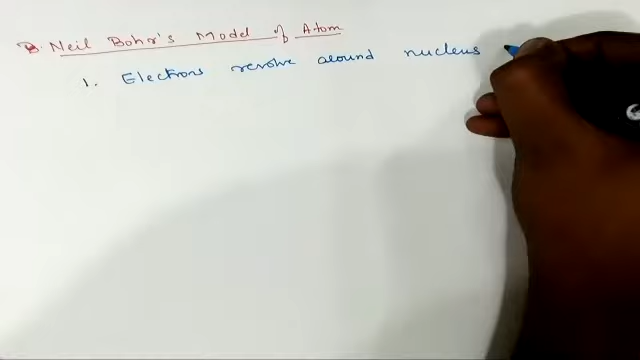 B. Neil Bohr's Model of Atom
1. Electrons revolve around nucleus